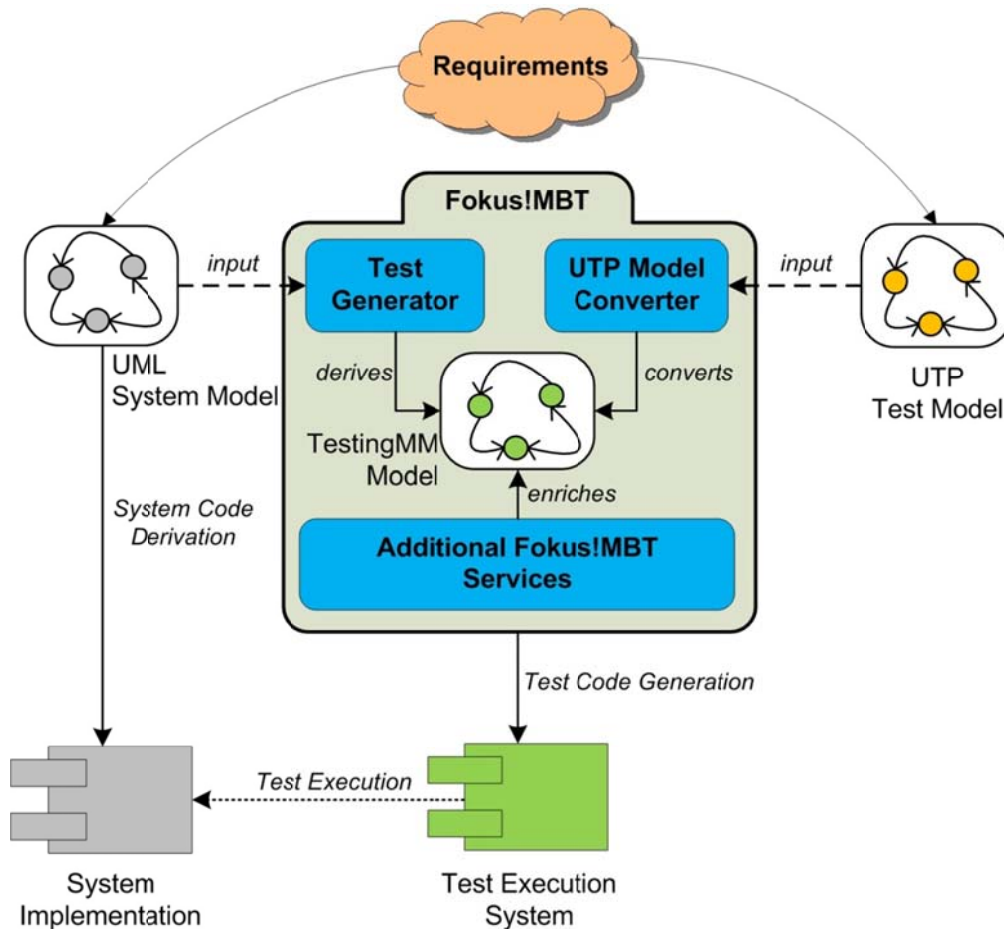 Requirements
Fokus!MBT
input
Test
Generator
UTP Model
Converter
input
UML
System Model
derives
converts
UTP
Test Model
TestingMM
Model
enriches
System Code
Derivation
Additional Fokus!MBT
Services
Test Code Generation
Test Execution
System
Implementation
Test Execution
System